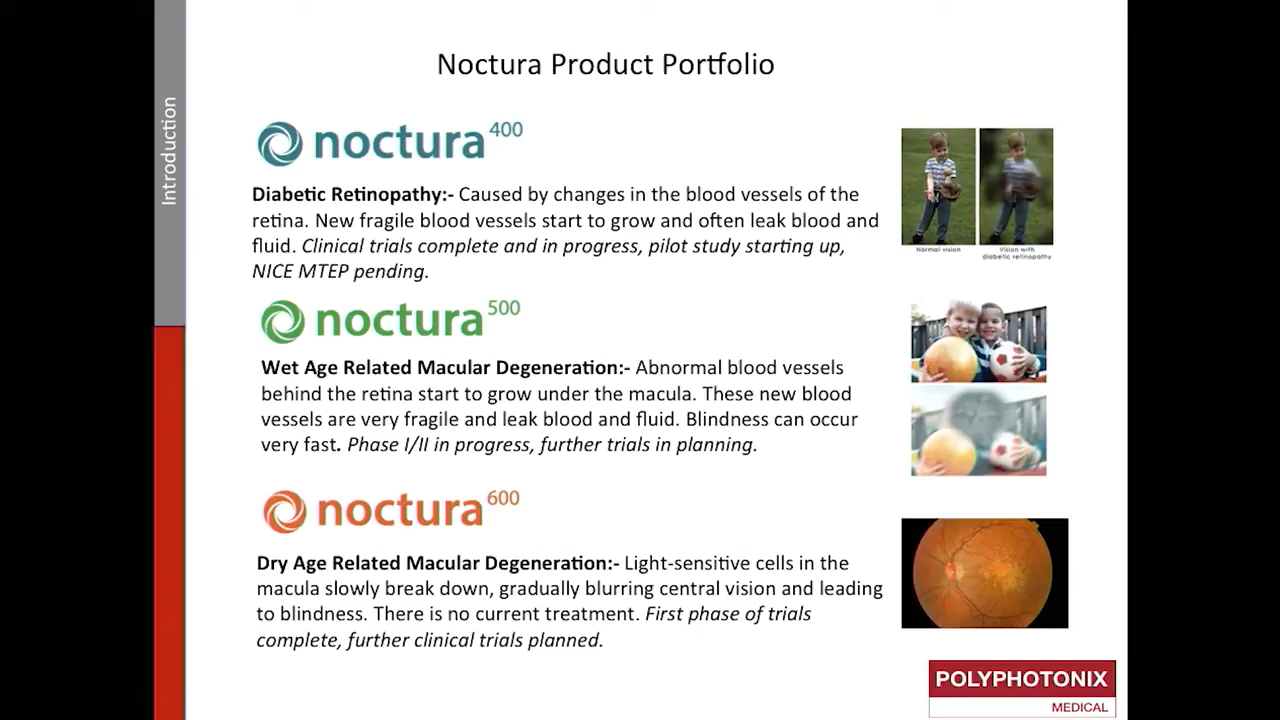 Introduction
Noctura Product Portfolio
noctura 400
Diabetic Retinopathy:- Caused by changes in the blood vessels of the
retina. New fragile blood vessels start to grow and often leak blood and
fluid. Clinical trials complete and in progress, pilot study starting up,
NICE MTEP pending.
Normal vision
Vision with
diabetic retinopathy
noctura 500
Wet Age Related Macular Degeneration:- Abnormal blood vessels
behind the retina start to grow under the macula. These new blood
vessels are very fragile and leak blood and fluid. Blindness can occur
very fast. Phase I/II in progress, further trials in planning.
noctura 600
Dry Age Related Macular Degeneration:- Light-sensitive cells in the
macula slowly break down, gradually blurring central vision and leading
to blindness. There is no current treatment. First phase of trials
complete, further clinical trials planned.
POLYPHOTONIX
MEDICAL